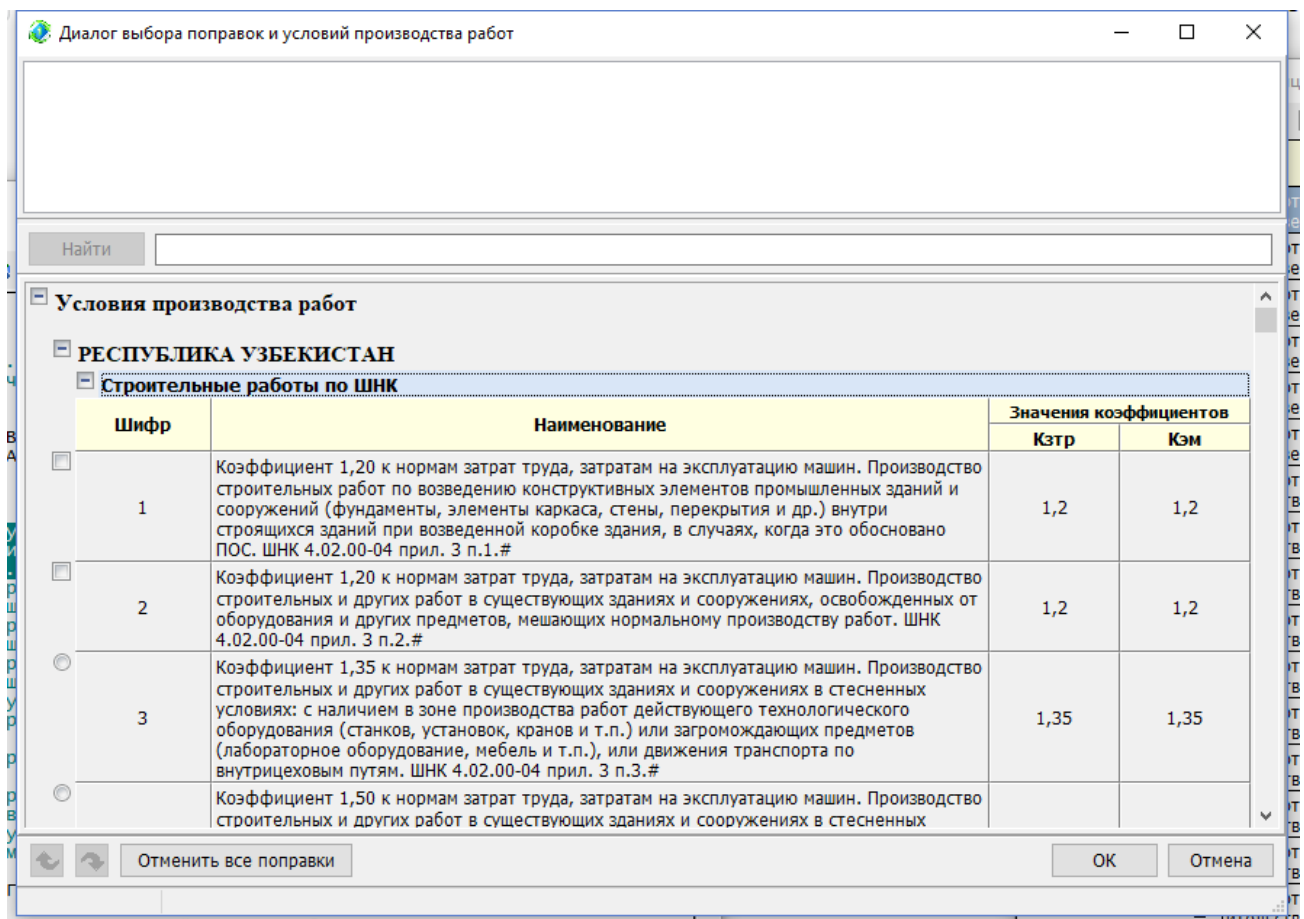 Диалог выбора поправок и условий производства работ
Найти
Условия производства работ
РЕСПУБЛИКА УЗБЕКИСТАН
Строительные работы по ШНК
Шифр
Наименование
Значения коэффициентов
Кзтр
Кэм
1
Коэффициент 1,20 к нормам затрат труда, затратам на эксплуатацию машин. Производство
строительных работ по возведению конструктивных элементов промышленных зданий и
сооружений (фундаменты, элементы каркаса, стены, перекрытия и др.) внутри
строящихся зданий при возведенной коробке здания, в случаях, когда это обосновано
ПОС. ШНК 4.02.00-04 прил. 3 п.1.#
1,2
1,2
2
Коэффициент 1,20 к нормам затрат труда, затратам на эксплуатацию машин. Производство
строительных и других работ в существующих зданиях и сооружениях, освобожденных от
оборудования и других предметов, мешающих нормальному производству работ. ШНК
4.02.00-04 прил. 3 п.2.#
1,2
1,2
3
Коэффициент 1,35 к нормам затрат труда, затратам на эксплуатацию машин. Производство
строительных и других работ в существующих зданиях и сооружениях в стесненных
условиях: с наличием в зоне производства работ действующего технологического
оборудования (станков, установок, кранов и т.п.) или загромождающих предметов
(лабораторное оборудование, мебель и т.п.), или движения транспорта по
внутрицеховым путям. ШНК 4.02.00-04 прил. 3 п.3.#
1,35
1,35
Коэффициент 1,50 к нормам затрат труда, затратам на эксплуатацию машин. Производство
строительных и других работ в существующих зданиях и сооружениях в стесненных
Отменить все поправки
ОК
Отмена